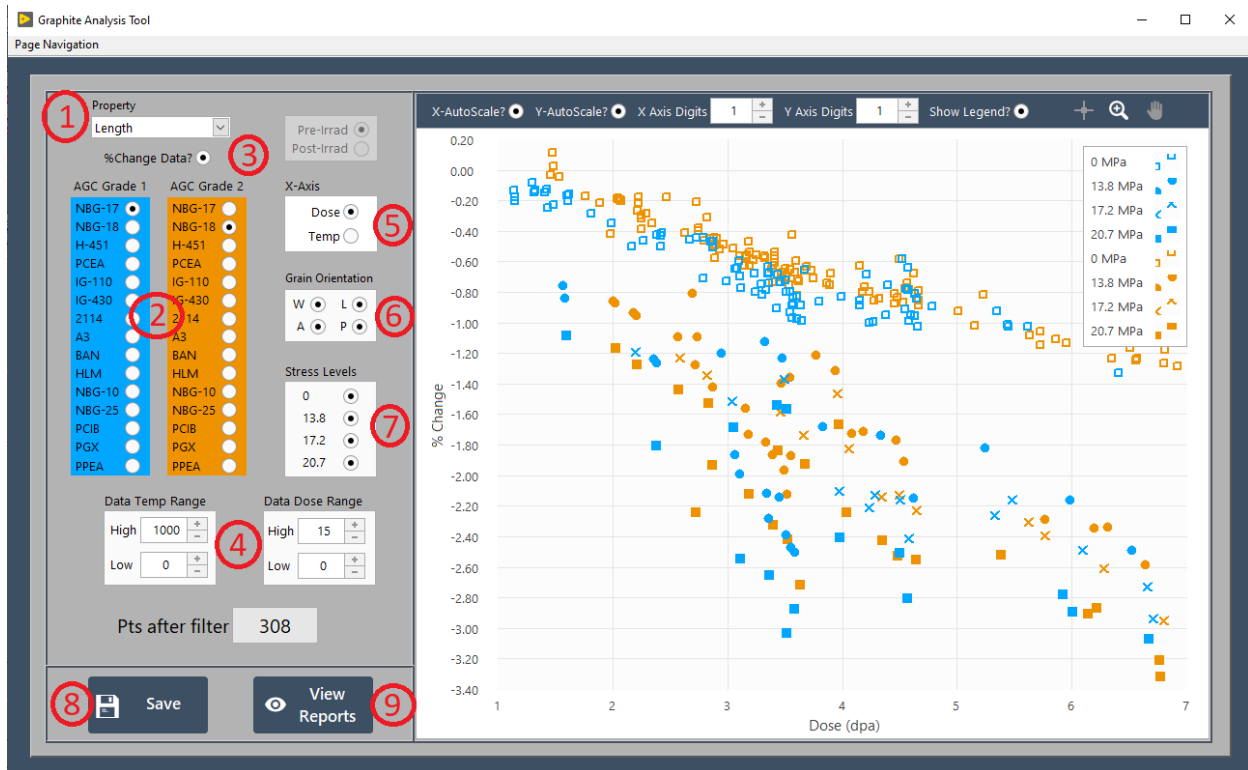 Graphite Analysis Tool
Page Navigation
1
Property
Length
%Change Data?
3
Pre-Irrad
Post-Irrad
AGC Grade 1
NBG-17
NBG-18
H-451
PCEA
IG-110
IG-430
2114
A3
BAN
HLM
NBG-10
NBG-25
PCIB
PGX
PPEA
2
AGC Grade 2
NBG-17
NBG-18
H-451
PCEA
IG-110
IG-430
2114
A3
BAN
HLM
NBG-10
NBG-25
PCIB
PGX
PPEA
X-Axis
Dose
Temp
5
Grain Orientation
W L
A P
6
Stress Levels
0
13.8
17.2
20.7
7
Data Temp Range
High 1000
Low 0
4
Data Dose Range
High 15
Low 0
Pts after filter 308
8
Save
View
Reports
9
X-AutoScale? Y-AutoScale? X Axis Digits 1 Y Axis Digits 1 Show Legend?
0 MPa
13.8 MPa
17.2 MPa
20.7 MPa
0 MPa
13.8 MPa
17.2 MPa
20.7 MPa
% Change
0.20
0.00
-0.20
-0.40
-0.60
-0.80
-1.00
-1.20
-1.40
-1.60
-1.80
-2.00
-2.20
-2.40
-2.60
-2.80
-3.00
-3.20
-3.40
1 2 3 4 5 6 7
Dose (dpa)